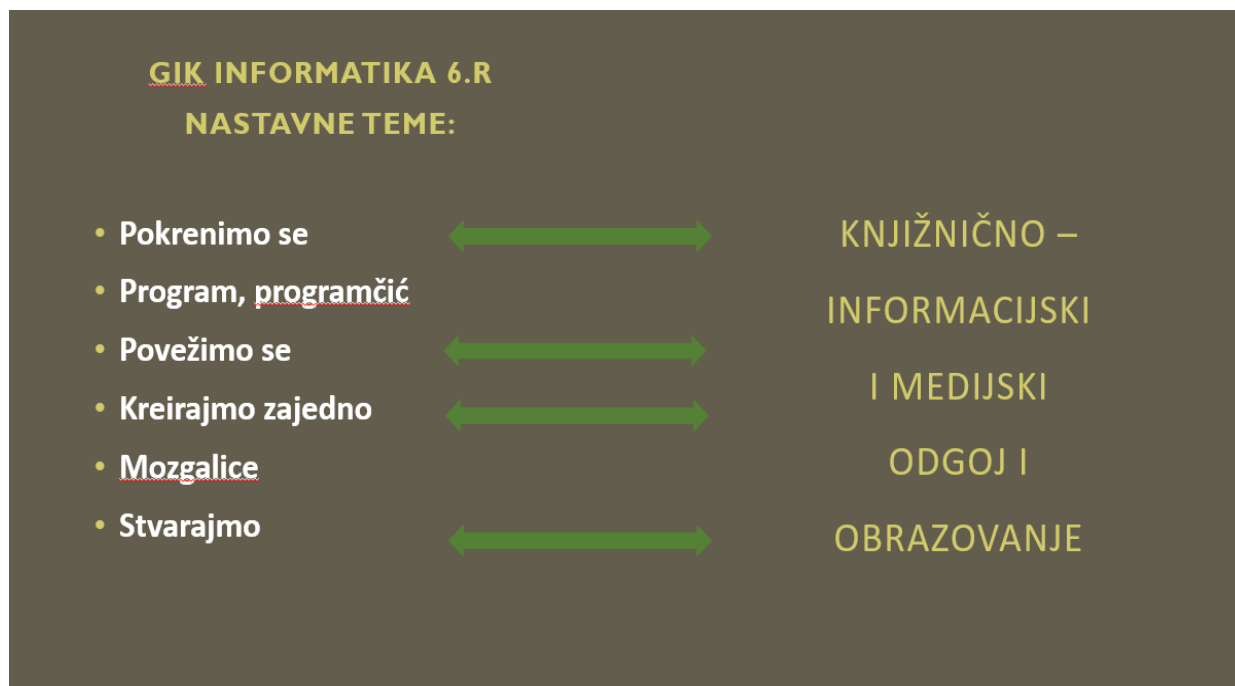 GIK INFORMATIKA 6.R
NASTAVNE TEME:
• Pokrenimo se
• Program, programčić
• Povežimo se
• Kreirajmo zajedno
• Mozgalice
• Stvarajmo
KNJIŽNIČNO –
INFORMACIJSKI
I MEDIJSKI
ODGOJ I
OBRAZOVANJE